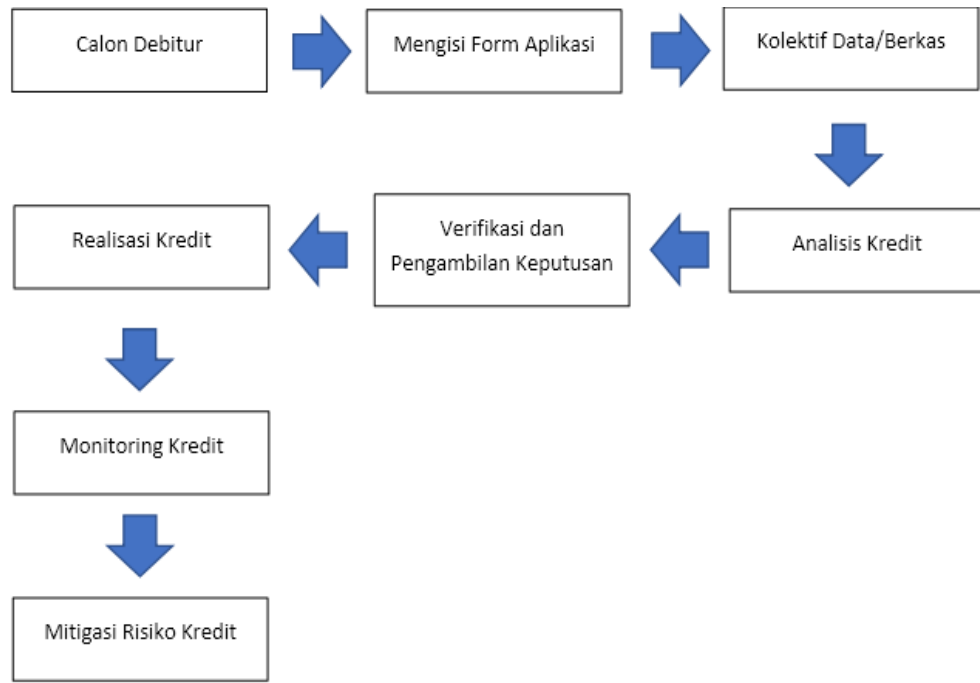 Calon Debitur
Mengisi Form Aplikasi
Kolektif Data/Berkas
Analisis Kredit
Verifikasi dan
Pengambilan Keputusan
Realisasi Kredit
Monitoring Kredit
Mitigasi Risiko Kredit